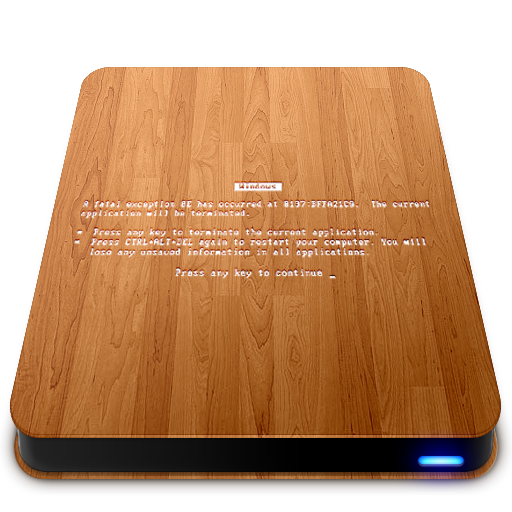 Windows
A fatal exception 0E has occurred at 0137:BFFA21C9. The current
application will be terminated.
* Press any key to terminate the current application.
* Press CTRL+ALT+DEL again to restart your computer. You will
lose any unsaved information in all applications.
Press any key to continue _